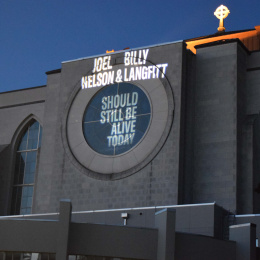 JOEL BILLY
NELSON & LANGFITT
SHOULD
STILL BE
ALIVE
TODAY